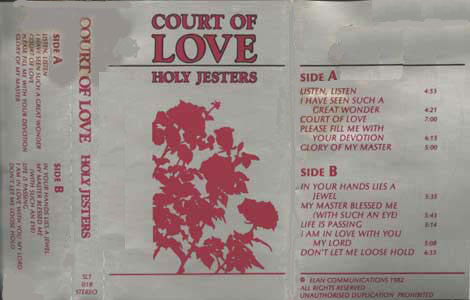 SIDE A
LISTEN, LISTEN
I HAVE SEEN SUCH A GREAT WONDER
COURT OF LOVE
PLEASE FILL ME WITH YOUR DEVOTION
GLORY OF MY MASTER
SIDE B
IN YOUR HANDS LIES A JEWEL
MY MASTER BLESSED ME
(WITH SUCH AN EYE)
LIFE IS PASSING
I AM IN LOVE WITH YOU MY LORD
DON'T LET ME LOOSE HOLD
COURT OF LOVE HOLY JESTERS
SLT
018
STEREO
COURT OF
LOVE
HOLY JESTERS
SIDE A
LISTEN, LISTEN 4:53
I HAVE SEEN SUCH A
GREAT WONDER 4:21
COURT OF LOVE 7:00
PLEASE FILL ME WITH
YOUR DEVOTION 4:15
GLORY OF MY MASTER 5:00
SIDE B
IN YOUR HANDS LIES A
JEWEL 5:35
MY MASTER BLESSED ME
(WITH SUCH AN EYE) 5:43
LIFE IS PASSING 5:14
I AM IN LOVE WITH YOU
MY LORD 5:08
DON'T LET ME LOOSE HOLD 6:55
© ELAN COMMUNICATIONS 1982
ALL RIGHTS RESERVED
UNAUTHORISED DUPLICATION PROHIBITED